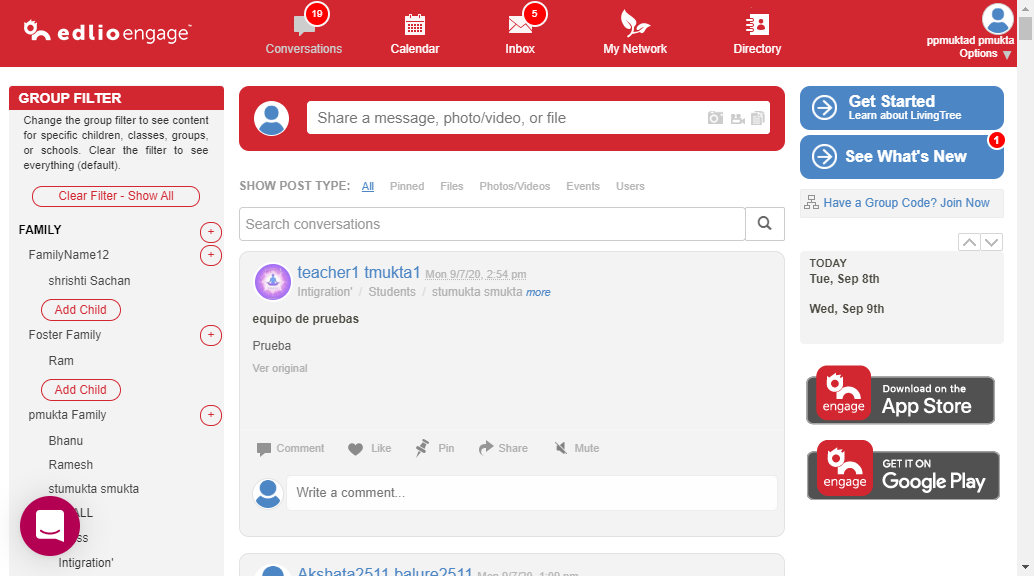 edlio engage
19
Conversations
Calendar
5
Inbox
My Network
Directory
ppmuktad pmukta
Options
GROUP FILTER
Change the group filter to see content
for specific children, classes, groups,
or schools. Clear the filter to see
everything (default).
Clear Filter - Show All
FAMILY
+
FamilyName12
+
shrishti Sachan
Add Child
Foster Family
+
Ram
Add Child
pmukta Family
+
Bhanu
Ramesh
stumukta smukta
ALL
ss
Intigration'
Share a message, photo/video, or file
SHOW POST TYPE: All Pinned Files Photos/Videos Events Users
Search conversations
teacher1 tmukta1 Mon 9/7/20, 2:54 pm
Intigration' / Students / stumukta smukta more
equipo de pruebas
Prueba
Ver original
Comment Like Pin Share Mute
Write a comment...
Akshata2511 balure2511 Mon 9/7/20, 1:09 pm
Get Started
Learn about LivingTree
1
See What's New
Have a Group Code? Join Now
TODAY
Tue, Sep 8th
Wed, Sep 9th
engage
Download on the
App Store
engage
GET IT ON
Google Play